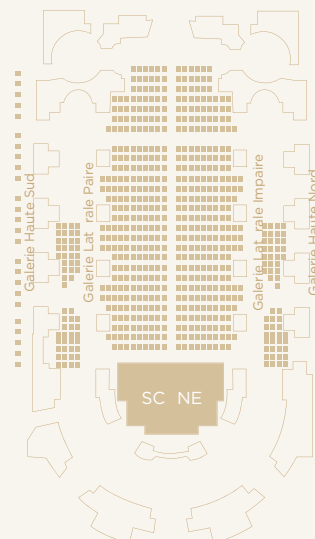 Galerie Haute Sud
Galerie Lat rale Paire
Galerie Lat rale Impaire
Galerie Haute Nord
SC NE